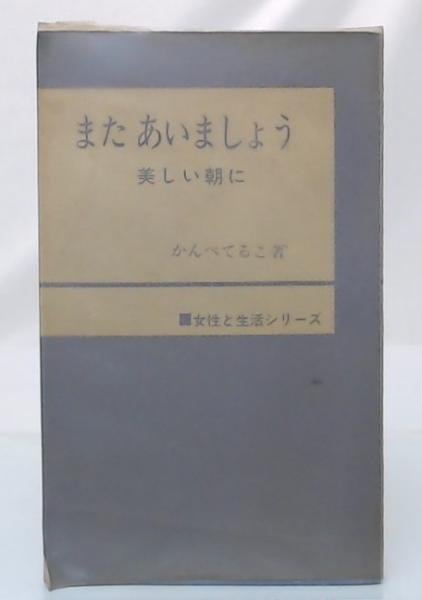 また あいましょう
美しい朝に
かんべてるこ著
■女性と生活シリーズ